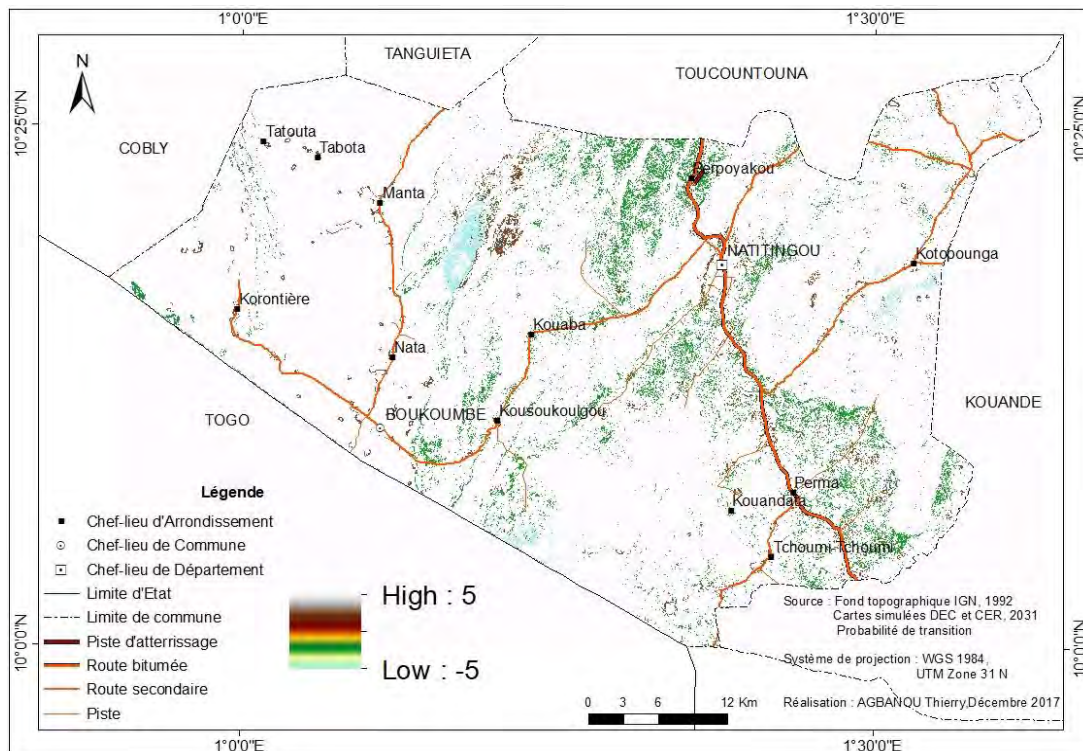 1°0'0"E
1°30'0"E
N
TANGUIETA
TOUCOUNTOUNA
10°25'0"N
10°25'0"N
COBLY
Tatouta
Tabota
Manta
Perpoyakou
NATITINGOU
Kotopounga
Korontière
Kouaba
Nata
BOUKOUMBE
Kousoukouigou
TOGO
KOUANDE
Perma
Kouandata
Tchoumi-Tchoumi
Légende
Chef-lieu d'Arrondissement
Chef-lieu de Commune
Chef-lieu de Département
Limite d'Etat
Limite de commune
Piste d'atterrissage
Route bitumée
Route secondaire
Piste
High : 5
Low : -5
Source : Fond topographique IGN, 1992
Cartes simulées DEC et CER, 2031
Probabilité de transition
10°0'0"N
10°0'0"N
Système de projection : WGS 1984,
UTM Zone 31 N
0 3 6 12 Km
Réalisation : AGBANOU Thierry,Décembre 2017
1°0'0"E
1°30'0"E